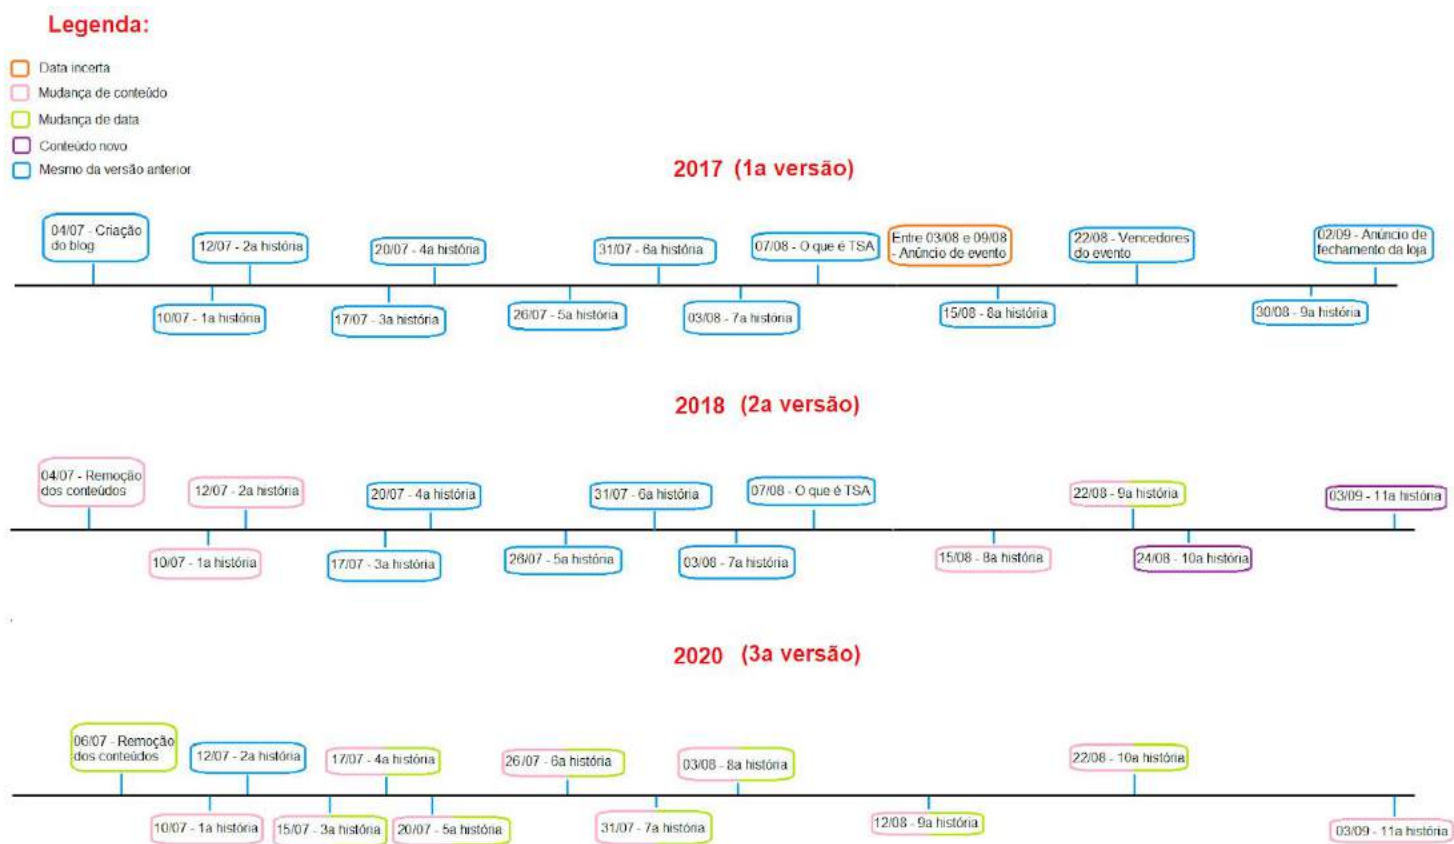 Legenda:
Data incerta
Mudança de conteúdo
Mudança de data
Conteúdo novo
Mesmo da versão anterior
2017 (1a versão)
04/07 - Criação
do blog
12/07 - 2a história
20/07 - 4a história
31/07 - 6a história
07/08 - O que é TSA
Entre 03/08 e 09/08
- Anúncio de evento
22/08 - Vencedores
do evento
02/09 - Anúncio de
fechamento da loja
10/07 - 1a história
17/07 - 3a história
26/07 - 5a história
03/08 - 7a história
15/08 - 8a história
30/08 - 9a história
2018 (2a versão)
04/07 - Remoção
dos conteúdos
12/07 - 2a história
20/07 - 4a história
31/07 - 6a história
07/08 - O que é TSA
22/08 - 9a história
03/09 - 11a história
10/07 - 1a história
17/07 - 3a história
26/07 - 5a história
03/08 - 7a história
15/08 - 8a história
24/08 - 10a história
2020 (3a versão)
06/07 - Remoção
dos conteúdos
12/07 - 2a história
17/07 - 4a história
26/07 - 6a história
03/08 - 8a história
22/08 - 10a história
10/07 - 1a história
15/07 - 3a história
20/07 - 5a história
31/07 - 7a história
12/08 - 9a história
03/09 - 11a história